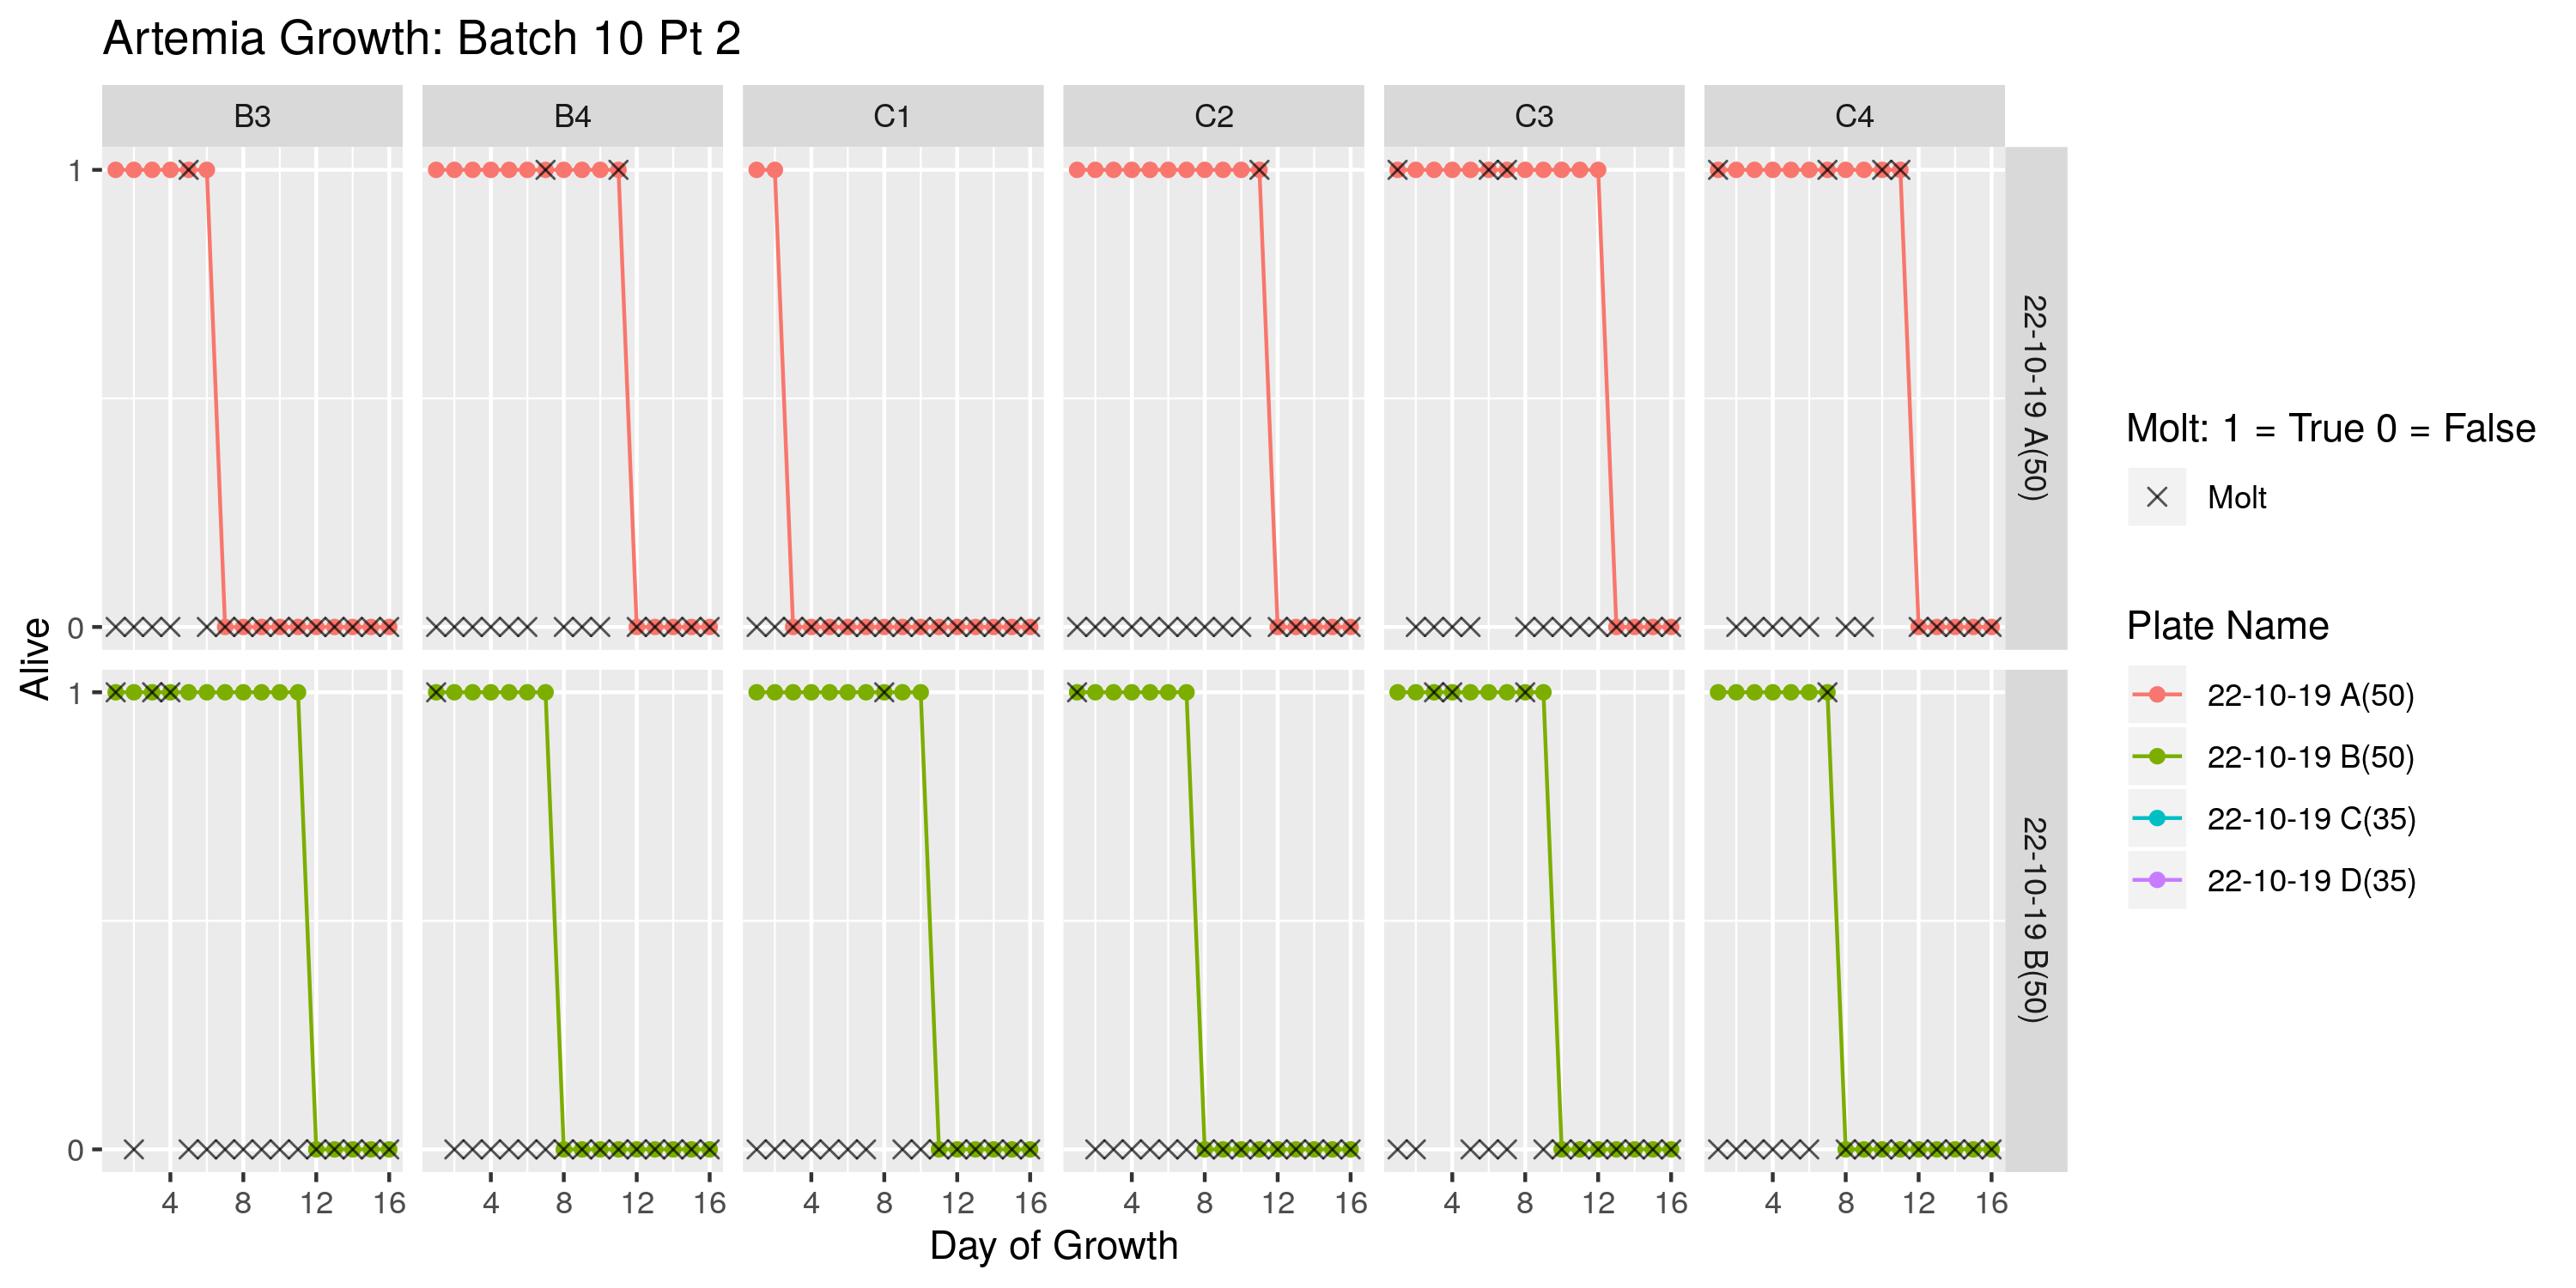 Artemia Growth: Batch 10 Pt 2
B3 B4 C1 C2 C3 C4
1
0
22-10-19 A(50)
1
0
22-10-19 B(50)
Alive
4 8 12 16 4 8 12 16 4 8 12 16 4 8 12 16 4 8 12 16 4 8 12 16
Day of Growth
Molt: 1 = True 0 = False
Molt
Plate Name
22-10-19 A(50)
22-10-19 B(50)
22-10-19 C(35)
22-10-19 D(35)